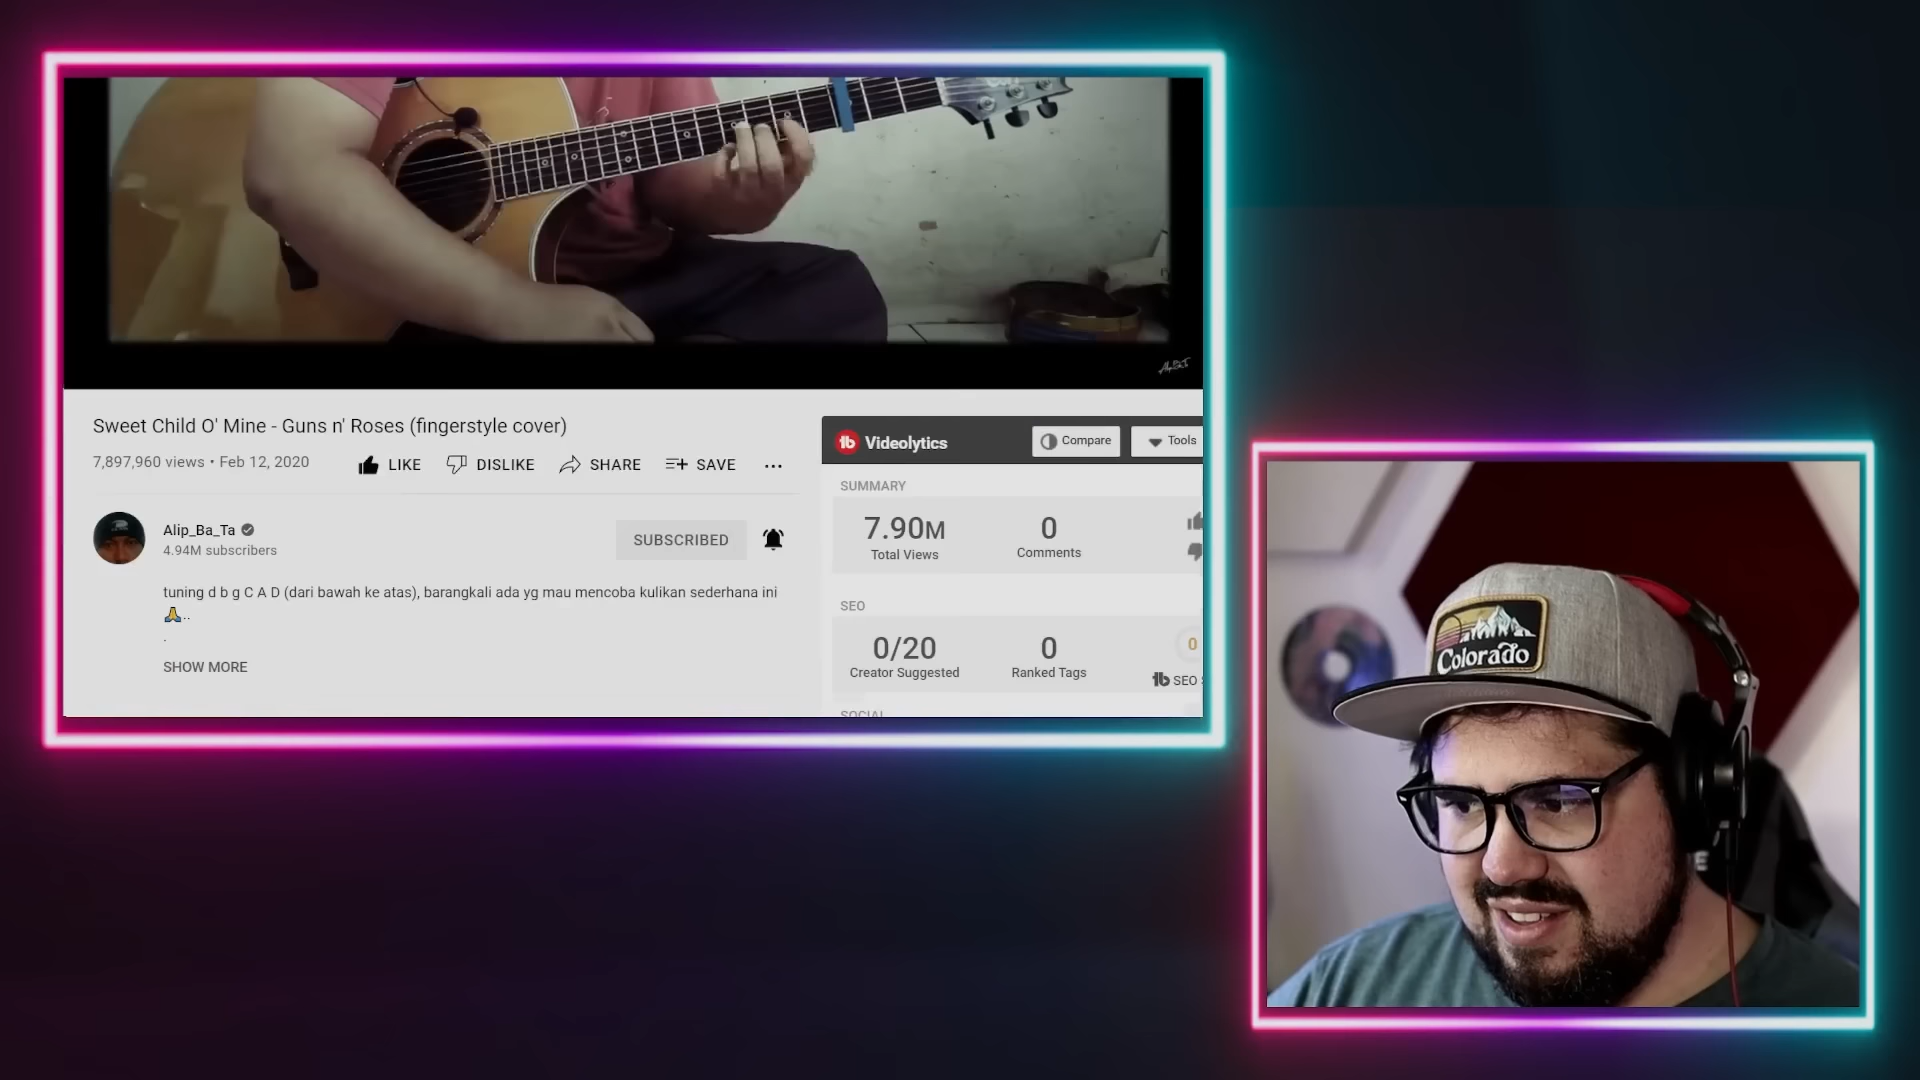 Sweet Child O' Mine - Guns n' Roses (fingerstyle cover)
7,897,960 views • Feb 12, 2020
LIKE
DISLIKE
SHARE
SAVE
Alip_Ba_Ta
4.94M subscribers
SUBSCRIBED
tuning d b g C A D (dari bawah ke atas), barangkali ada yg mau mencoba kulikan sederhana ini
🙏..
.
SHOW MORE
Videolytics
Compare
Tools
SUMMARY
7.90M
Total Views
0
Comments
SEO
0/20
Creator Suggested
0
Ranked Tags
0
SEO
SOCIAL
Colorado